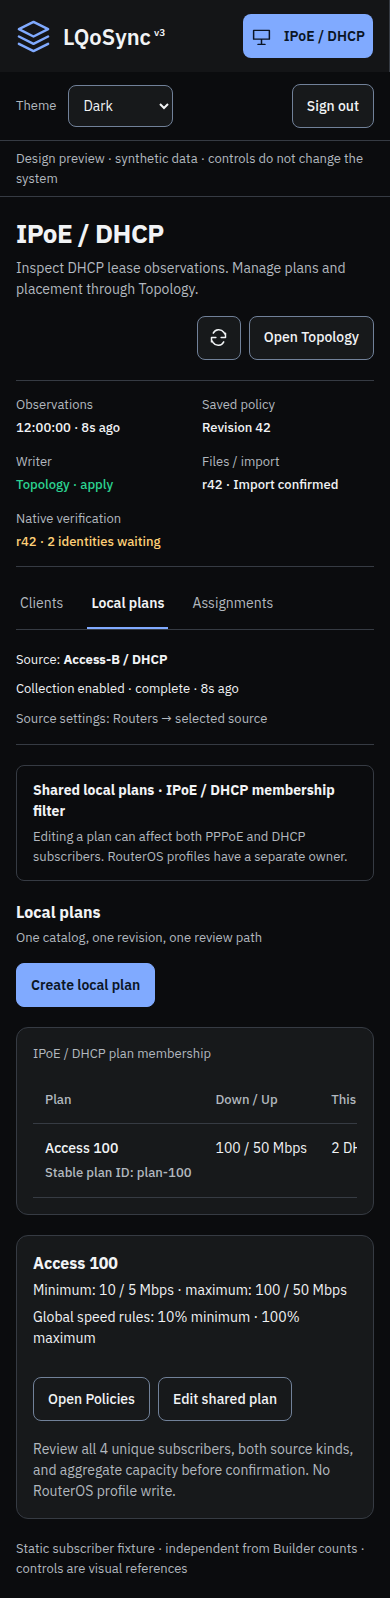 LQoSync v3
IPoE / DHCP
Theme
Dark
Sign out
Design preview · synthetic data · controls do not change the
system
IPoE / DHCP
Inspect DHCP lease observations. Manage plans and
placement through Topology.
Open Topology
Observations
12:00:00 · 8s ago
Saved policy
Revision 42
Writer
Topology · apply
Files / import
r42 · Import confirmed
Native verification
r42 · 2 identities waiting
Clients
Local plans
Assignments
Source: Access-B / DHCP
Collection enabled · complete · 8s ago
Source settings: Routers → selected source
Shared local plans · IPoE / DHCP membership
filter
Editing a plan can affect both PPPoE and DHCP
subscribers. RouterOS profiles have a separate owner.
Local plans
One catalog, one revision, one review path
Create local plan
IPoE / DHCP plan membership
Plan
Down / Up
This
Access 100
Stable plan ID: plan-100
100 / 50 Mbps
2
Access 100
Minimum: 10 / 5 Mbps · maximum: 100 / 50 Mbps
Global speed rules: 10% minimum · 100%
maximum
Open Policies
Edit shared plan
Review all 4 unique subscribers, both source kinds,
and aggregate capacity before confirmation. No
RouterOS profile write.
Static subscriber fixture · independent from Builder counts ·
controls are visual references